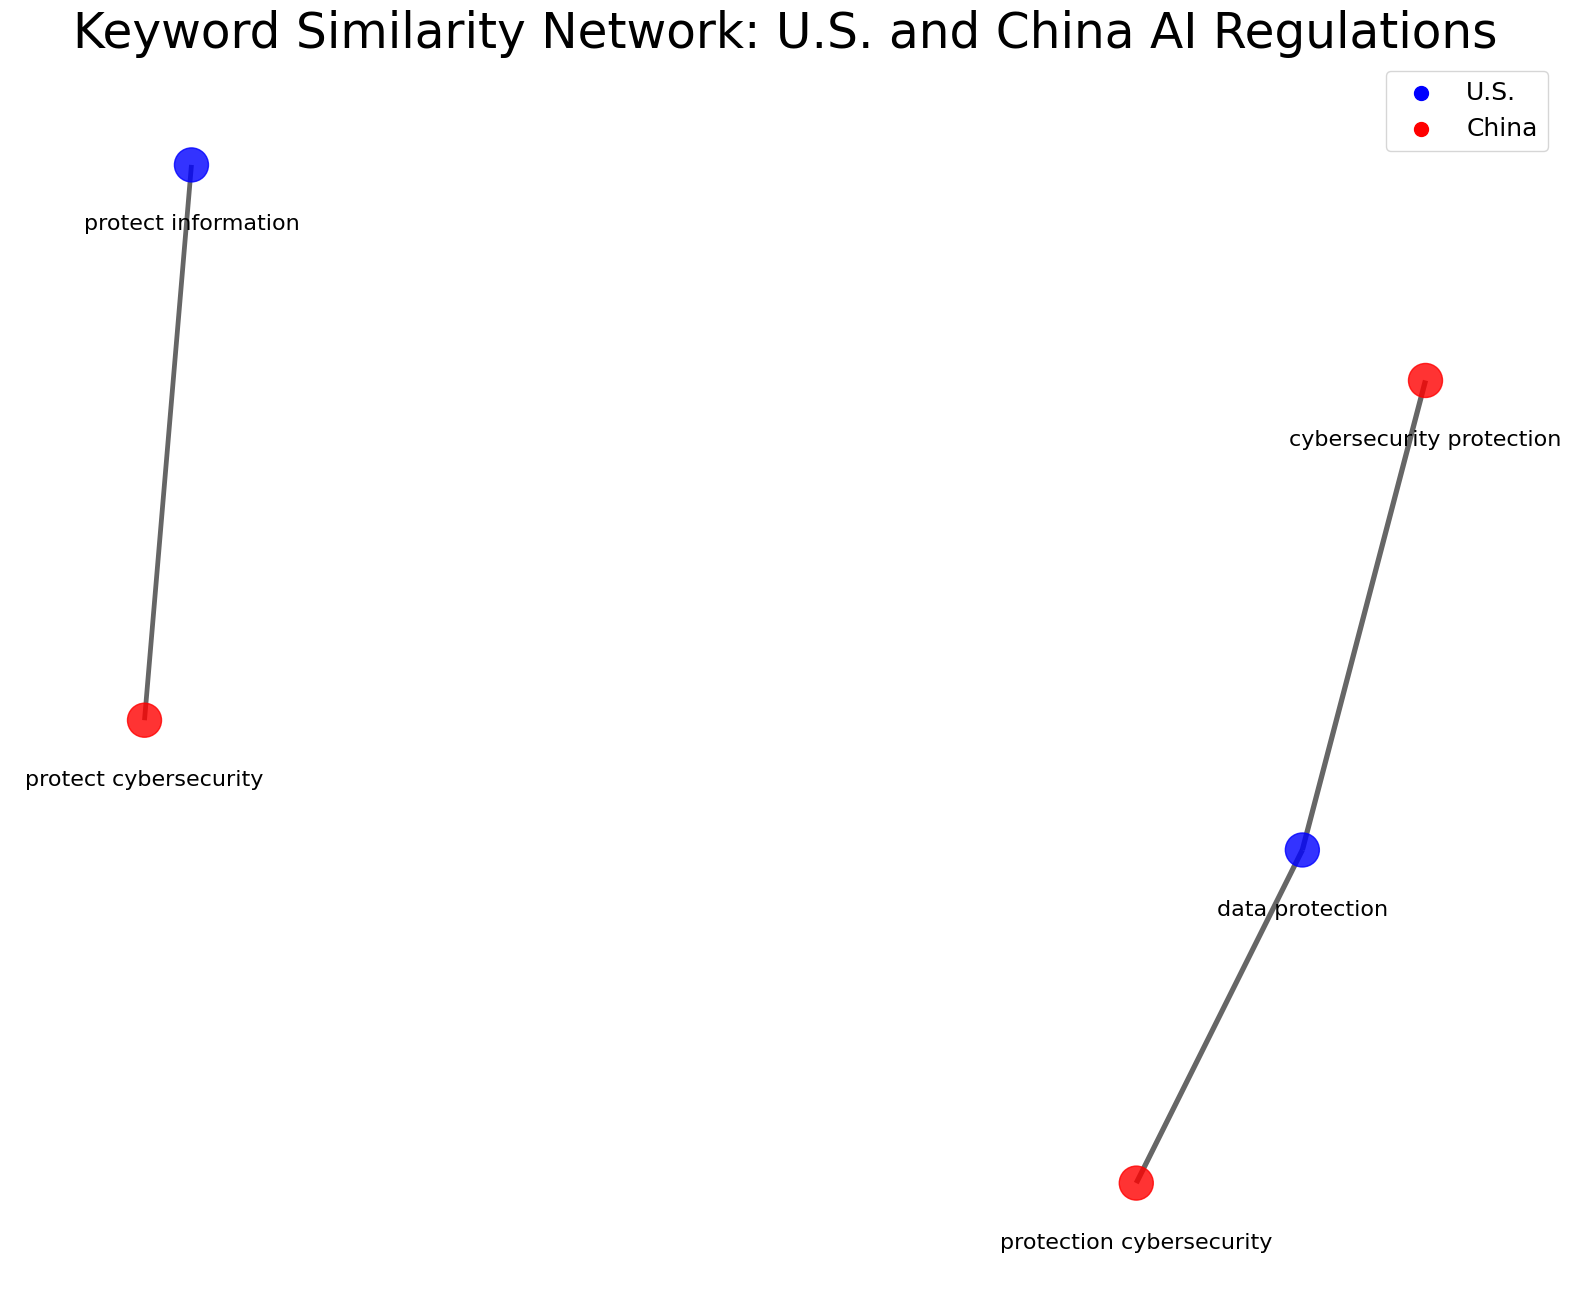 Keyword Similarity Network: U.S. and China AI Regulations
U.S.
China
protect information
cybersecurity protection
protect cybersecurity
data protection
protection cybersecurity